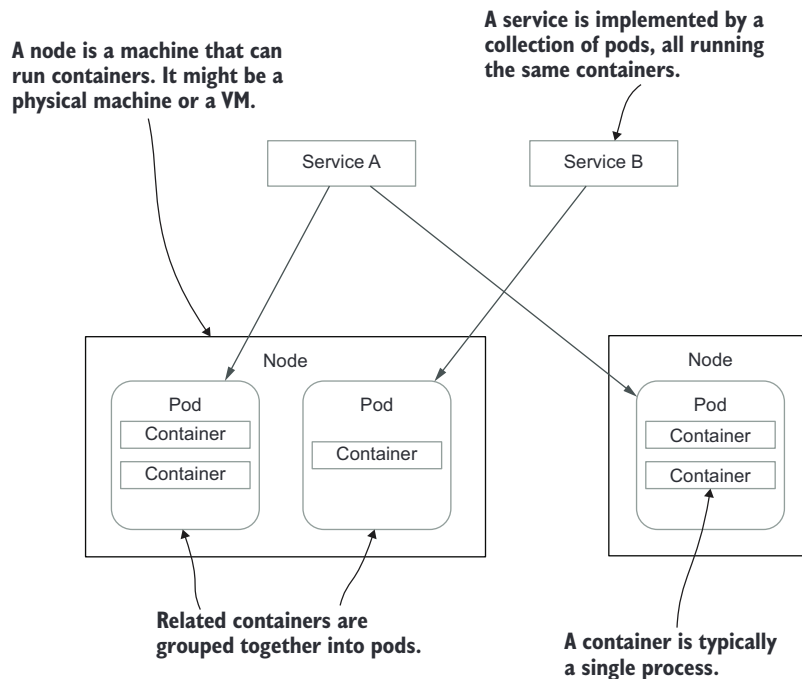 A node is a machine that can
run containers. It might be a
physical machine or a VM.
A service is implemented by a
collection of pods, all running
the same containers.
Service A
Service B
Node
Pod
Container
Container
Pod
Container
Node
Pod
Container
Container
Related containers are
grouped together into pods.
A container is typically
a single process.